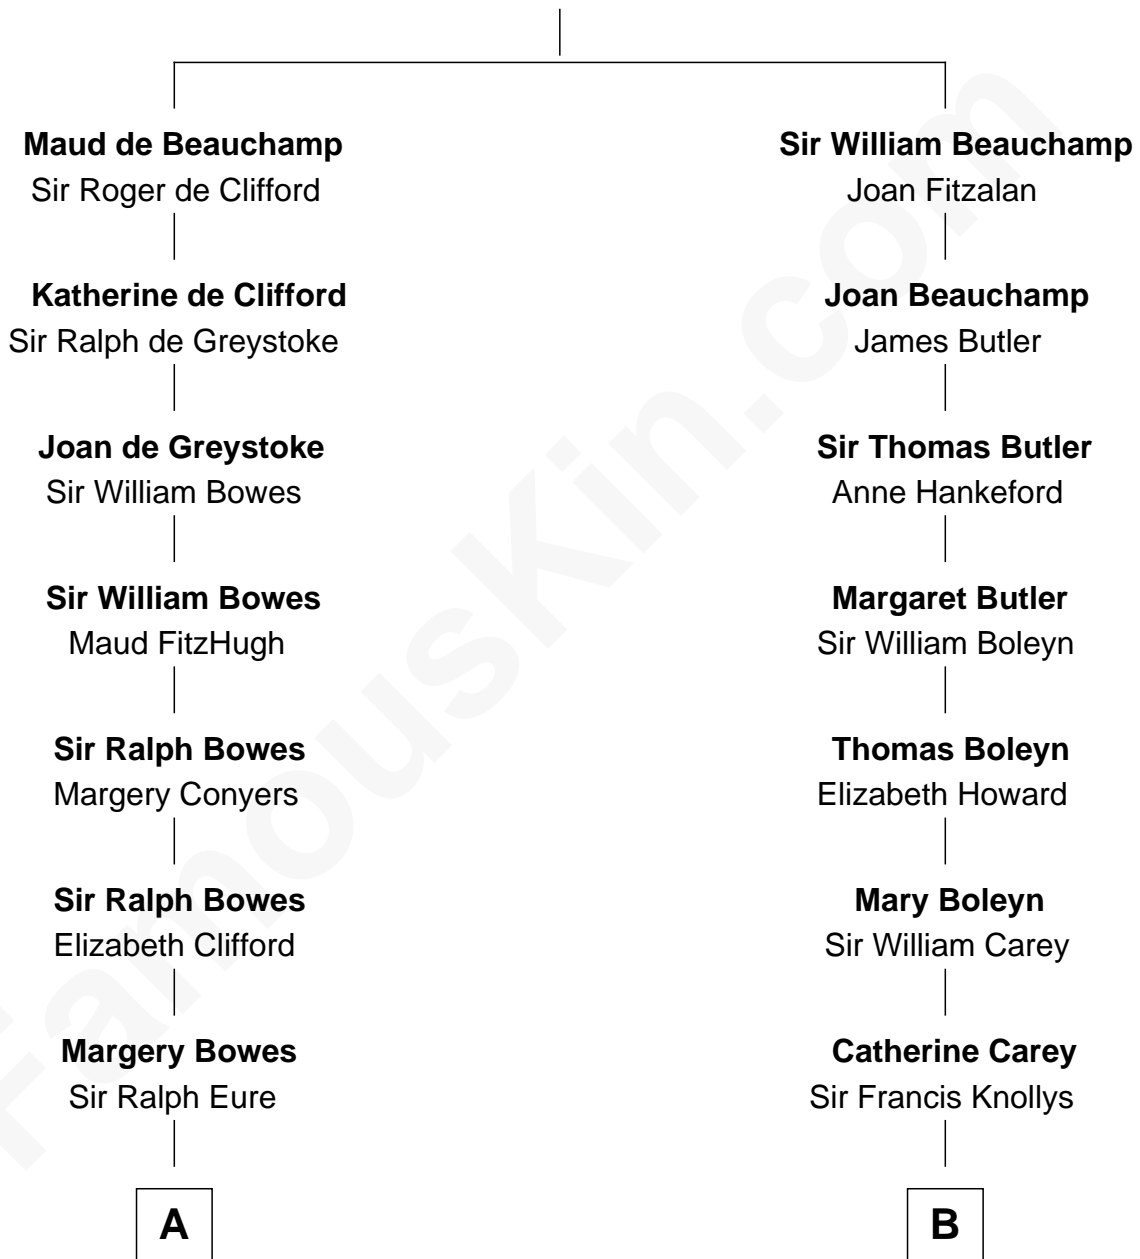 Maud de Beauchamp
Sir Roger de Clifford
Katherine de Clifford
Sir Ralph de Greystoke
Joan de Greystoke
Sir William Bowes
Sir William Bowes
Maud FitzHugh
Sir Ralph Bowes
Margery Conyers
Sir Ralph Bowes
Elizabeth Clifford
Margery Bowes
Sir Ralph Eure
A
Sir William Beauchamp
Joan Fitzalan
Joan Beauchamp
James Butler
Sir Thomas Butler
Anne Hankeford
Margaret Butler
Sir William Boleyn
Thomas Boleyn
Elizabeth Howard
Mary Boleyn
Sir William Carey
Catherine Carey
Sir Francis Knollys
B
FamousKin.com